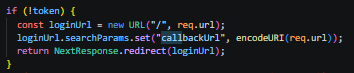 if (!token) {
const loginUrl = new URL("/", req.url);
loginUrl.searchParams.set("callbackUrl", encodeURI(req.url));
return NextResponse.redirect(loginUrl);
}